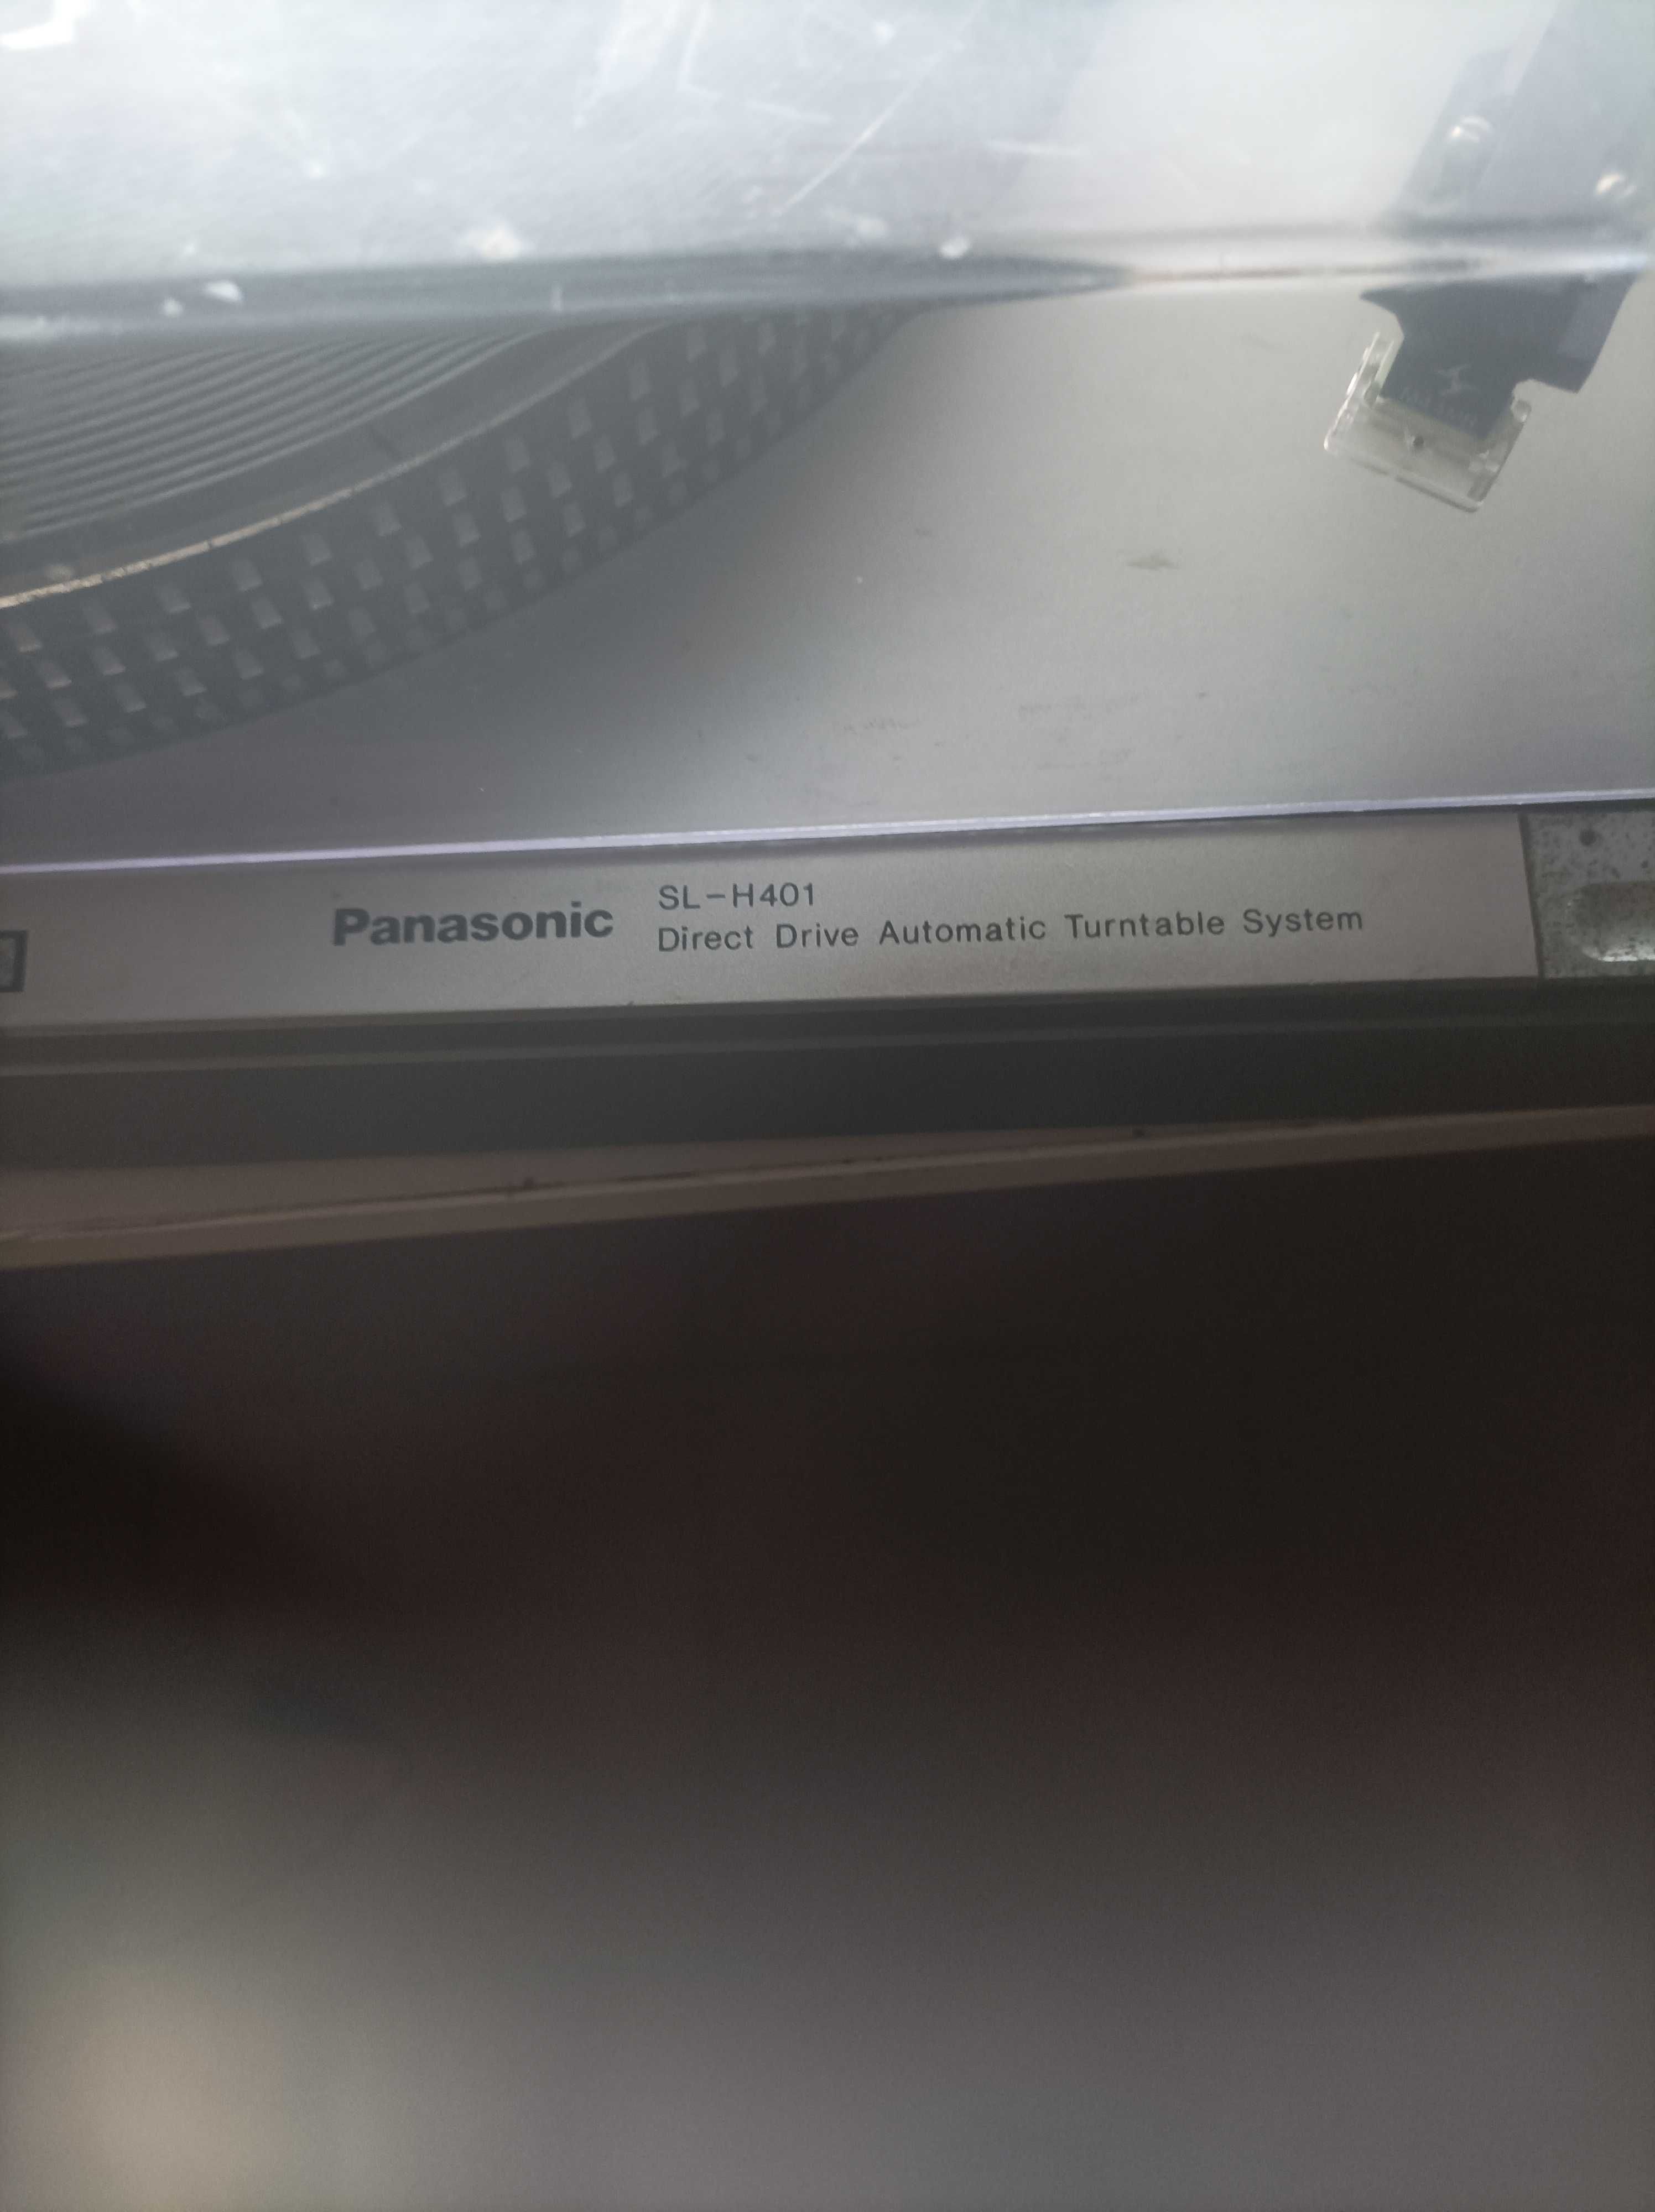 Panasonic
SL-H401
Direct Drive Automatic Turntable System